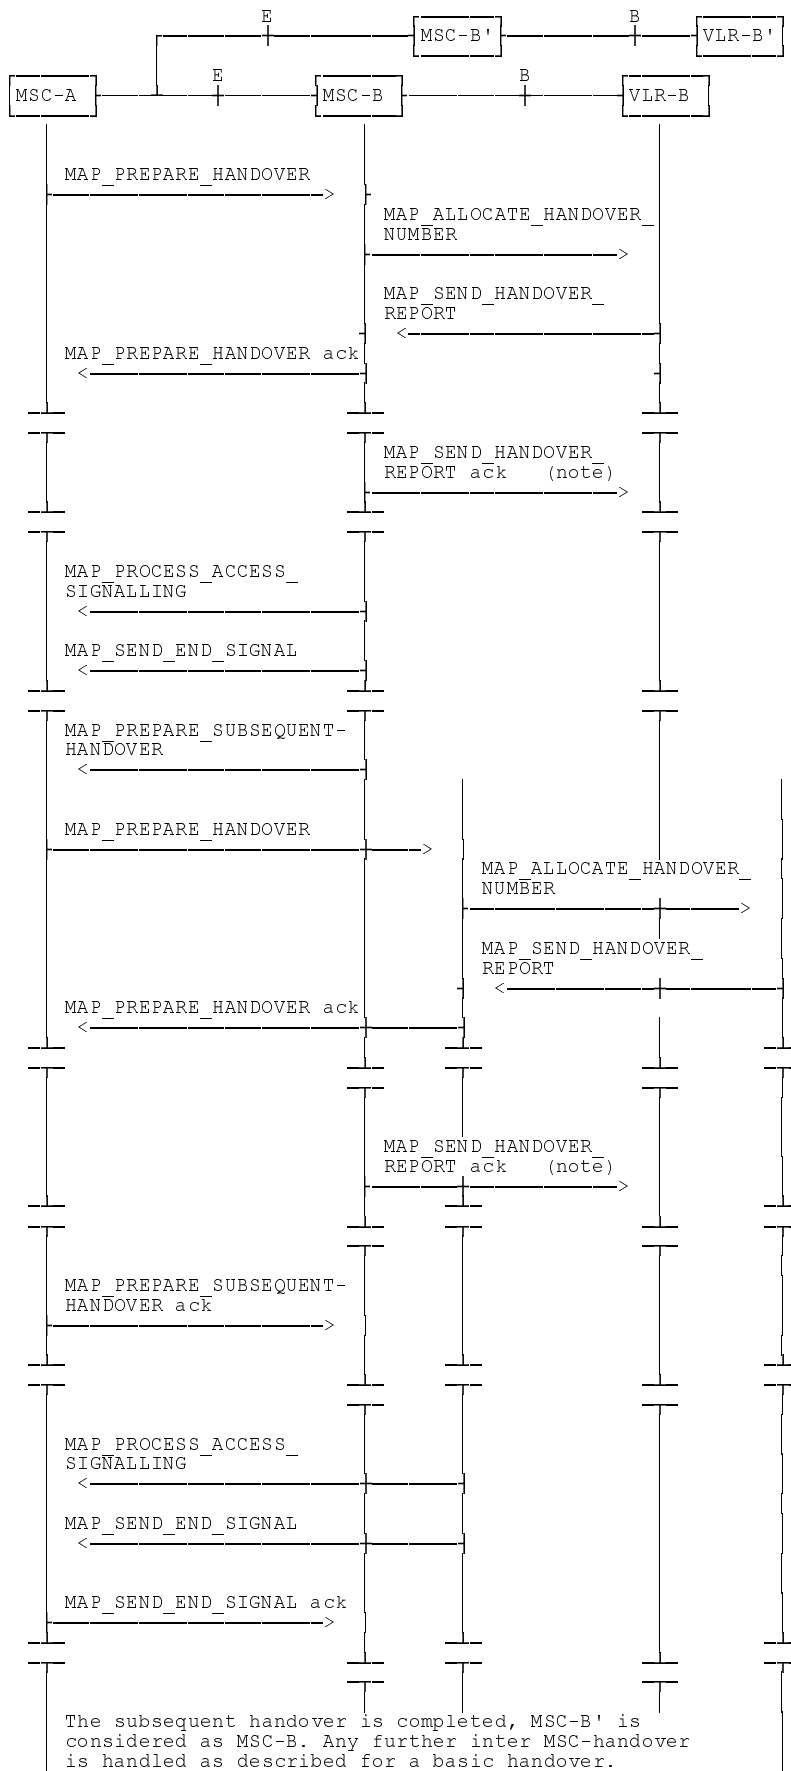 E B
MSC-B' VLR-B'
E B
MSC-A MSC-B VLR-B
MAP_PREPARE_HANDOVER
MAP_ALLOCATE_HANDOVER_
NUMBER
MAP_SEND_HANDOVER_
REPORT
MAP_PREPARE_HANDOVER ack
MAP_SEND_HANDOVER_
REPORT ack (note)
MAP_PROCESS_ACCESS_
SIGNALLING
MAP_SEND_END_SIGNAL
MAP_PREPARE_SUBSEQUENT-
HANDOVER
MAP_PREPARE_HANDOVER
MAP_ALLOCATE_HANDOVER_
NUMBER
MAP_SEND_HANDOVER_
REPORT
MAP_PREPARE_HANDOVER ack
MAP_SEND_HANDOVER_
REPORT ack (note)
MAP_PREPARE_SUBSEQUENT-
HANDOVER ack
MAP_PROCESS_ACCESS_
SIGNALLING
MAP_SEND_END_SIGNAL
MAP_SEND_END_SIGNAL ack
The subsequent handover is completed, MSC-B' is
considered as MSC-B. Any further inter MSC-handover
is handled as described for a basic handover.